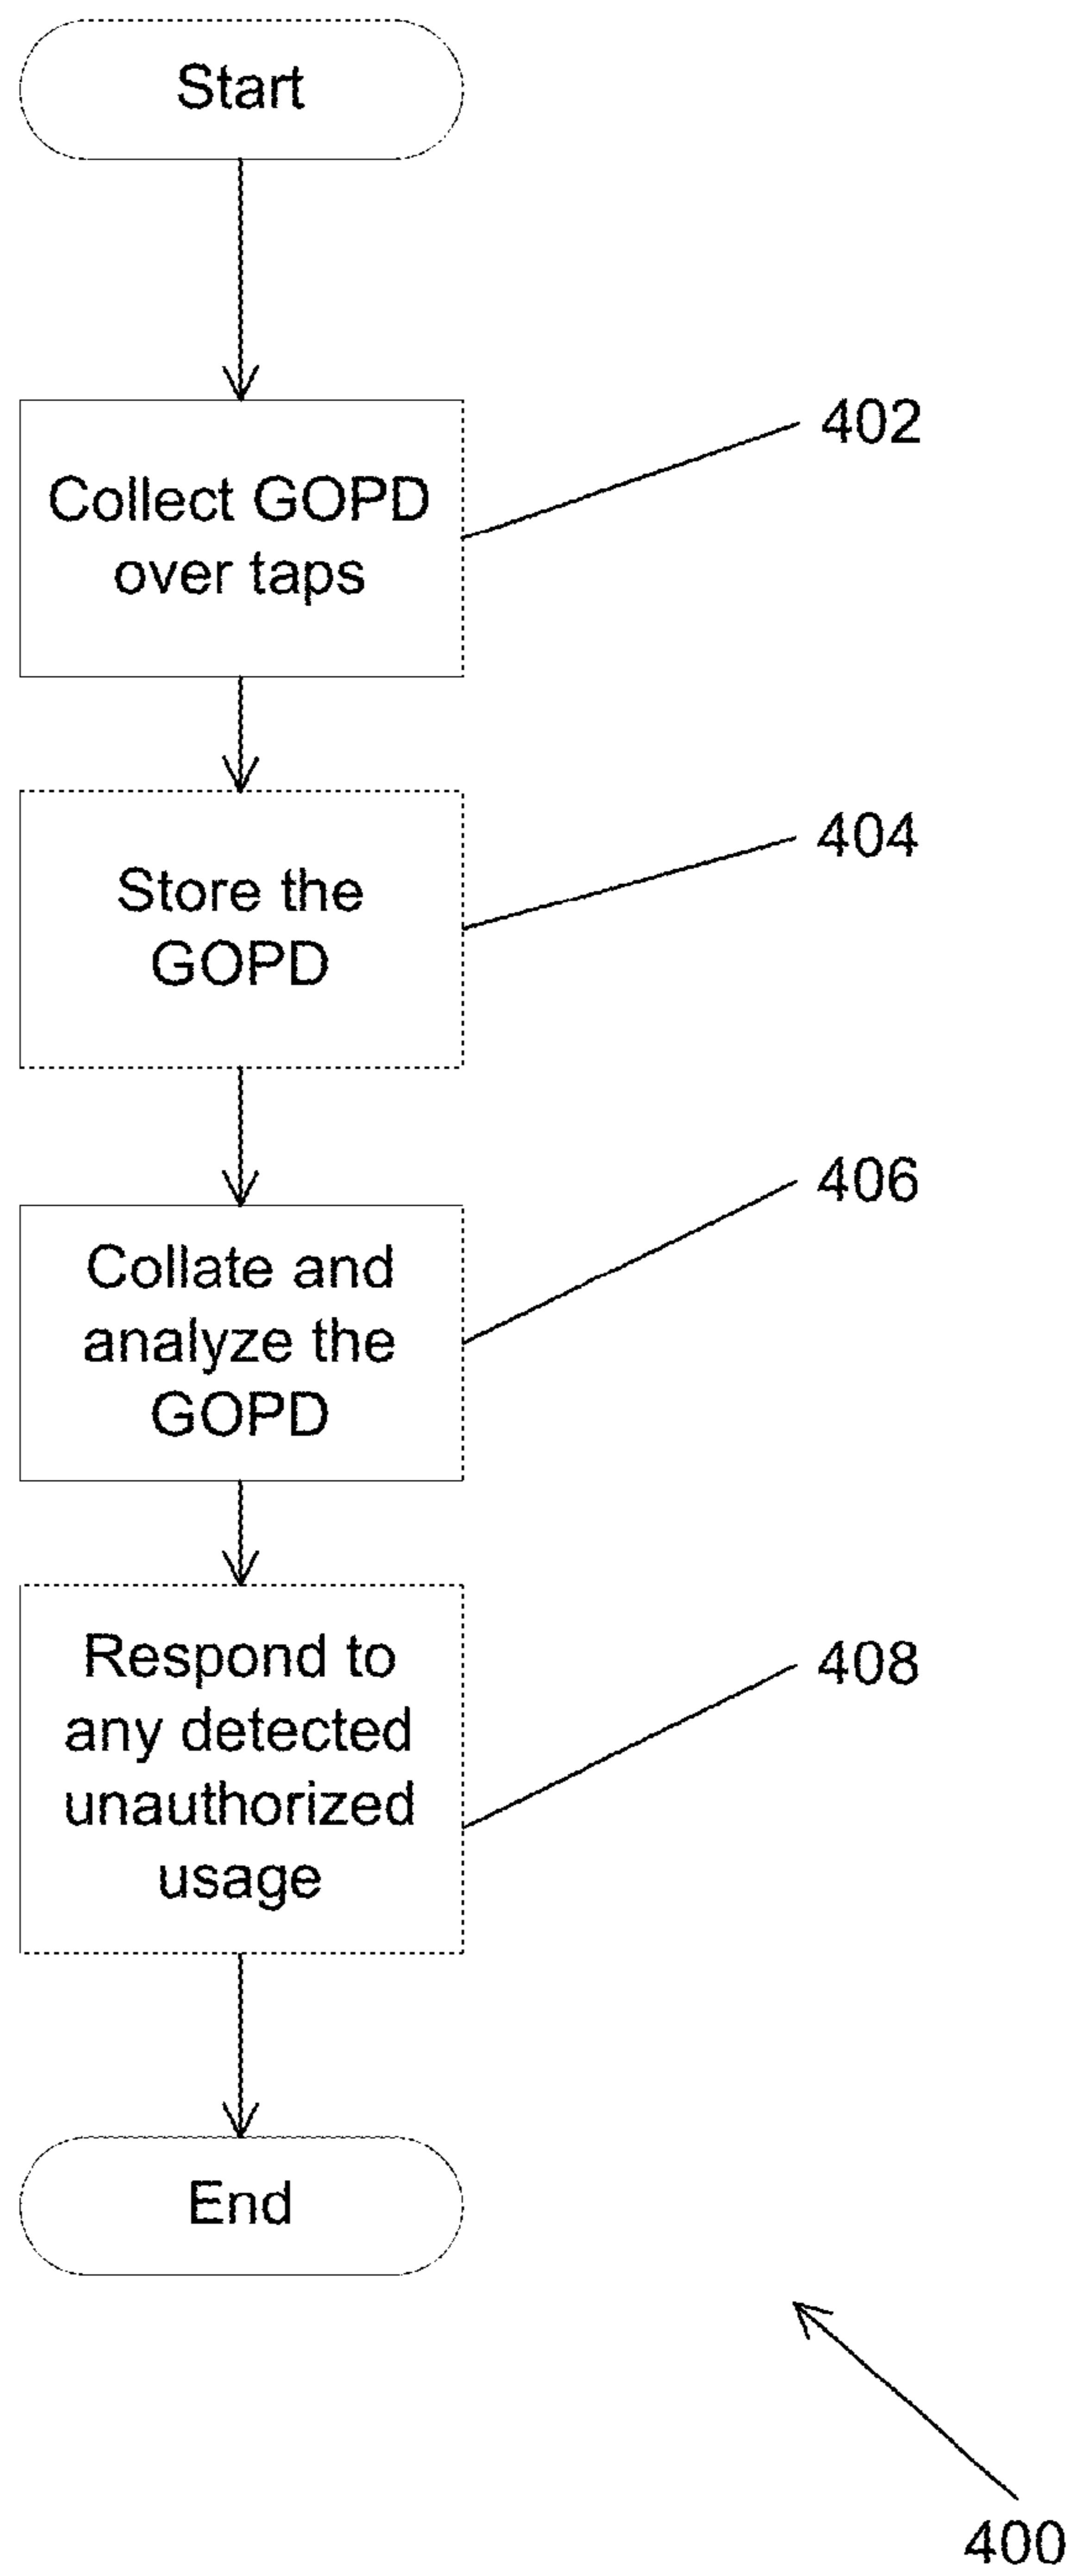 Start
Collect GOPD
over taps
402
Store the
GOPD
404
Collate and
analyze the
GOPD
406
Respond to
any detected
unauthorized
usage
408
End
400